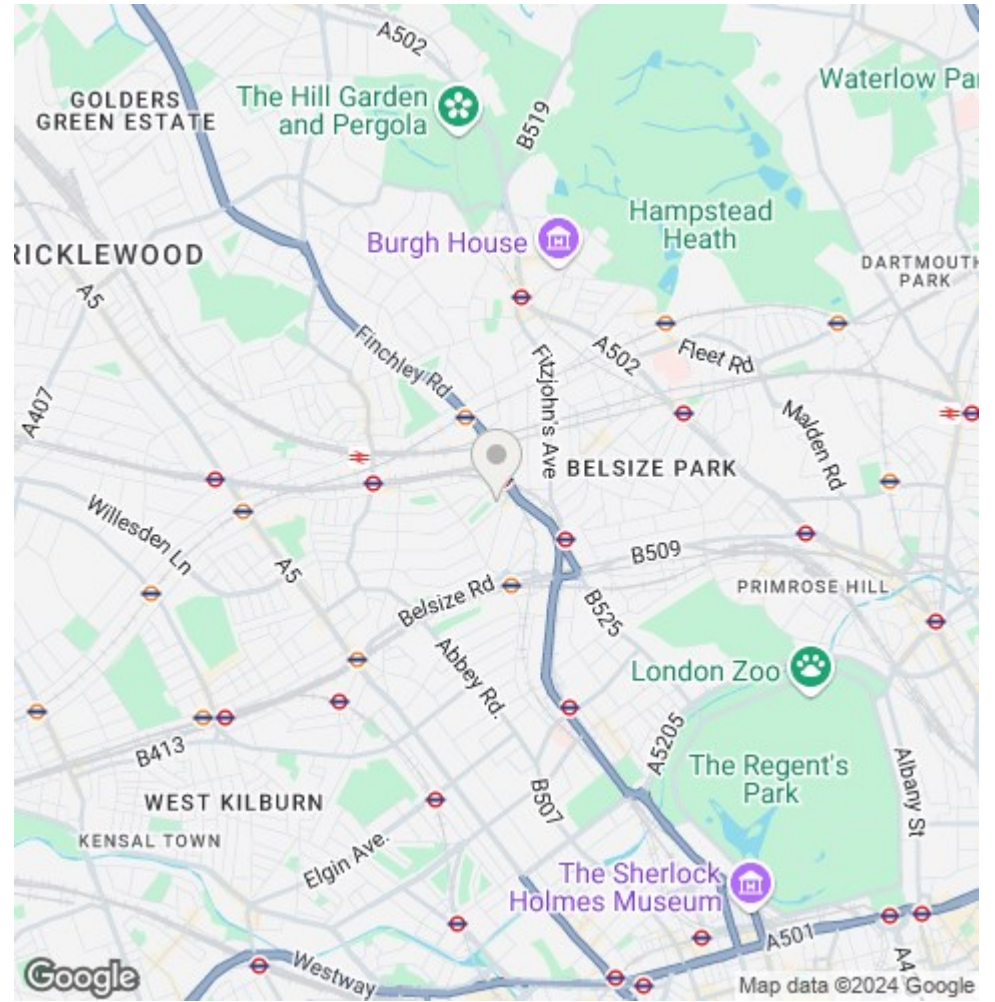 A502
Waterlow Par
GOLDERS
GREEN ESTATE
The Hill Garden
and Pergola
B519
Hampstead
Heath
Burgh House
RICKLEWOOD
DARTMOUTH
PARK
A5
A502
Fleet Rd
Finchley Rd
Fitzjohn's Ave
A407
Malden Rd
BELSIZE PARK
Willesden Ln
A5
B509
PRIMROSE HILL
Belsize Rd
B525
Abbey Rd.
London Zoo
A5205
B413
The Regent's
Park
Albany St
WEST KILBURN
B507
KENSAL TOWN
Elgin Ave.
The Sherlock
Holmes Museum
A501
Westway
Google
Map data ©2024 Google